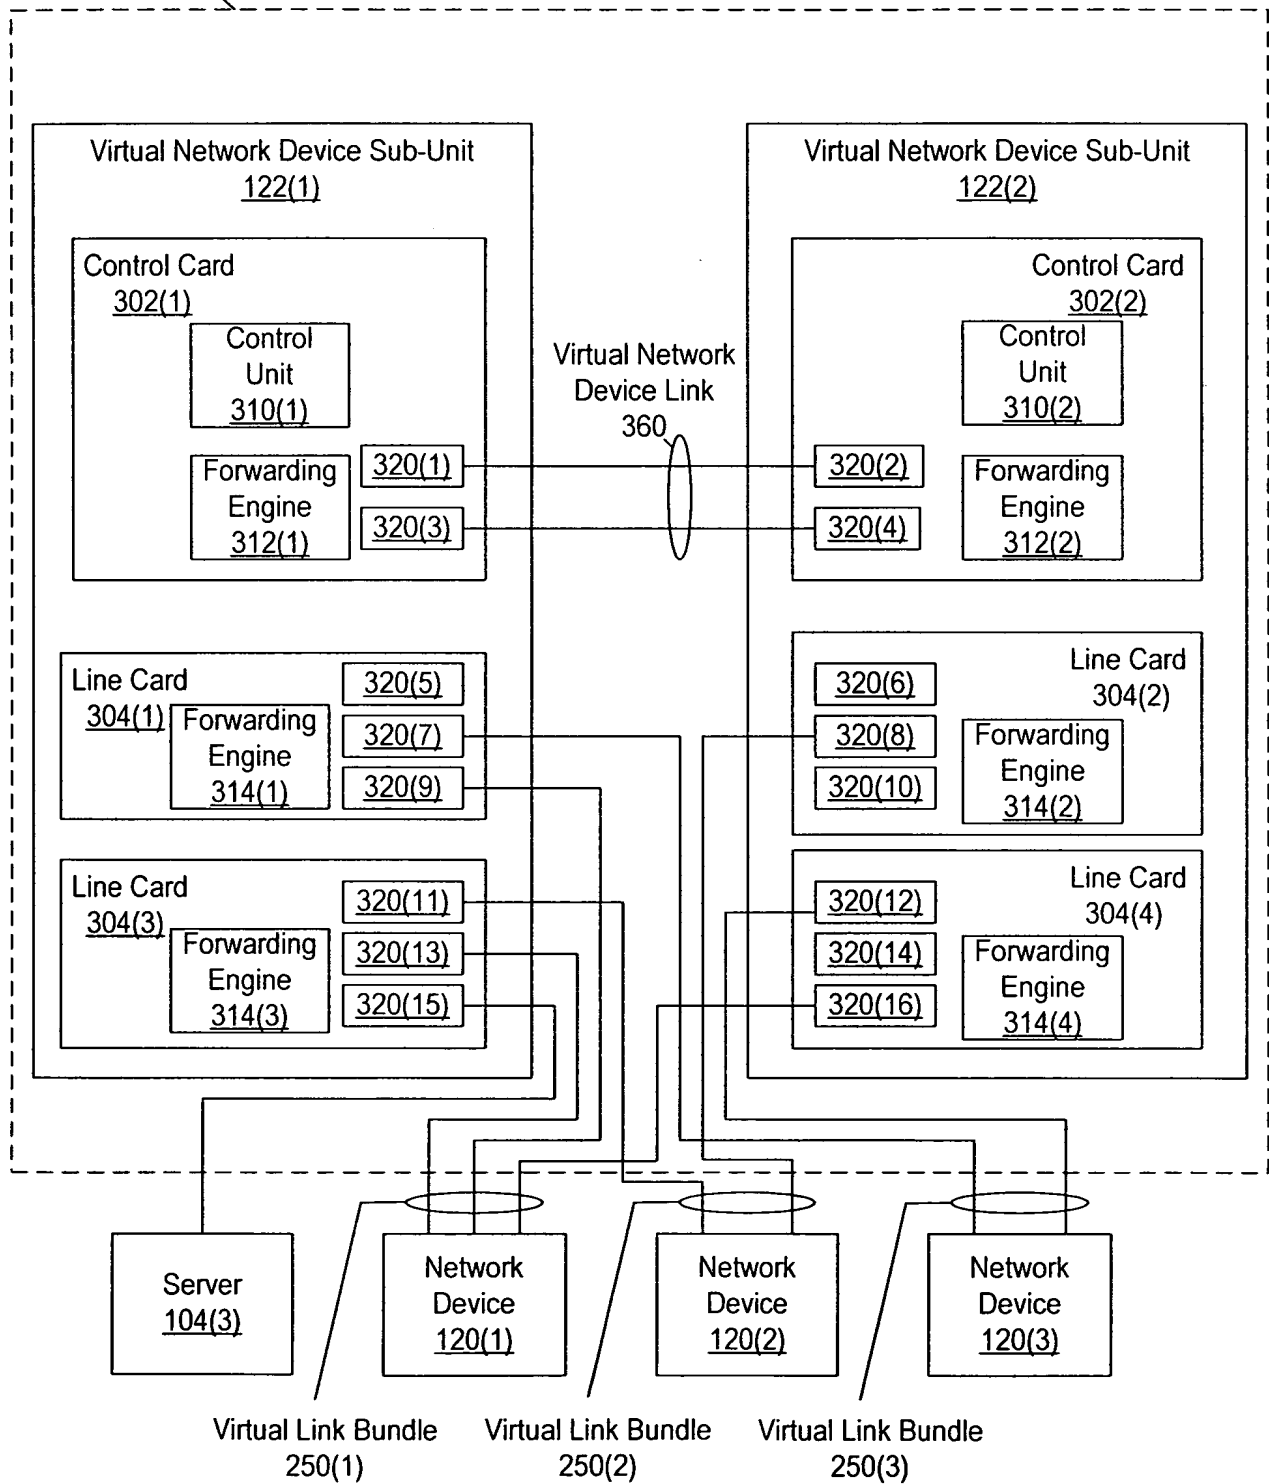 Virtual Network Device Sub-Unit
122(1)
Control Card
302(1)
Control
Unit
310(1)
Forwarding
Engine
312(1)
320(1)
320(3)
Line Card
304(1)
Forwarding
Engine
314(1)
320(5)
320(7)
320(9)
Line Card
304(3)
Forwarding
Engine
314(3)
320(11)
320(13)
320(15)
Virtual Network
Device Link
360
Virtual Network Device Sub-Unit
122(2)
Control Card
302(2)
Control
Unit
310(2)
320(2)
320(4)
Forwarding
Engine
312(2)
Line Card
304(2)
320(6)
320(8)
320(10)
Forwarding
Engine
314(2)
Line Card
304(4)
320(12)
320(14)
320(16)
Forwarding
Engine
314(4)
Server
104(3)
Network
Device
120(1)
Network
Device
120(2)
Network
Device
120(3)
Virtual Link Bundle
250(1)
Virtual Link Bundle
250(2)
Virtual Link Bundle
250(3)